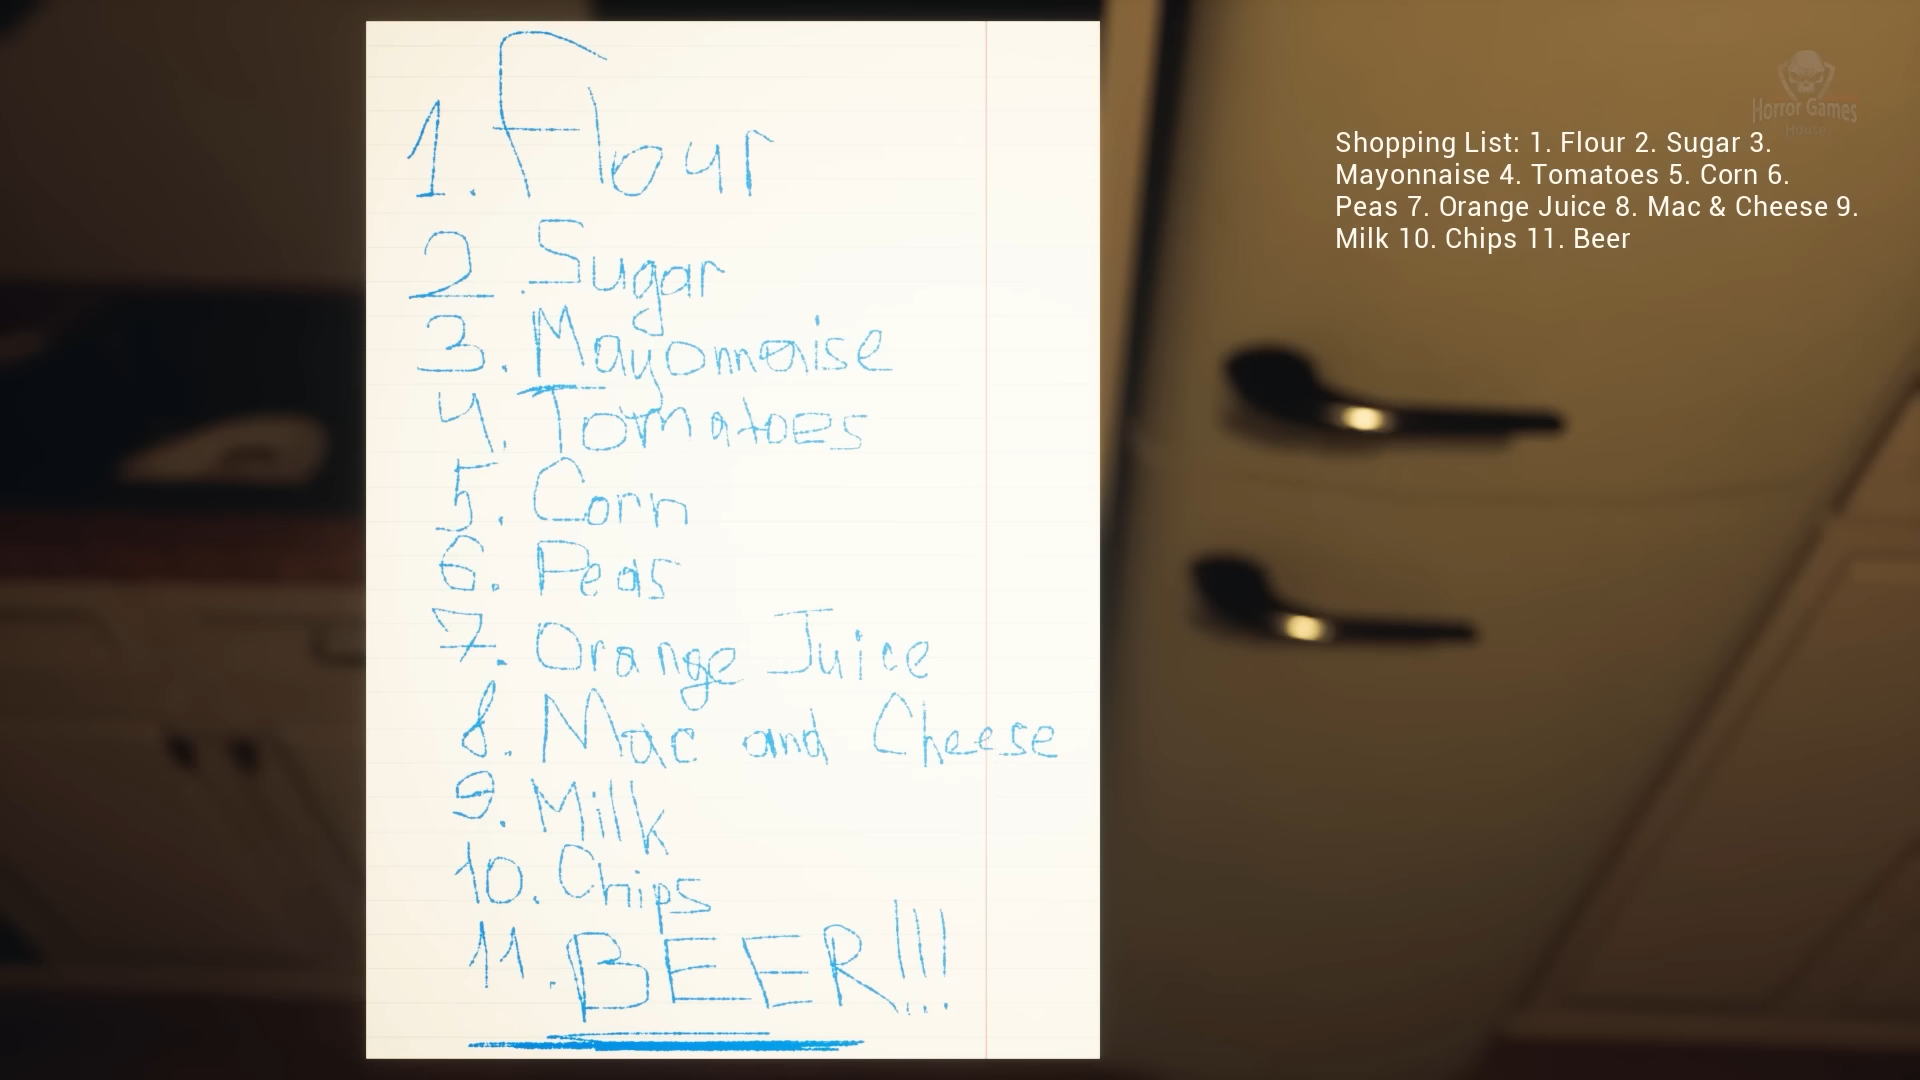 1. Flour
2. Sugar
3. Mayonnaise
4. Tomatoes
5. Corn
6. Peas
7. Orange Juice
8. Mac and Cheese
9. Milk
10. Chips
11. BEER!!!
Horror Games
House
Shopping List: 1. Flour 2. Sugar 3.
Mayonnaise 4. Tomatoes 5. Corn 6.
Peas 7. Orange Juice 8. Mac & Cheese 9.
Milk 10. Chips 11. Beer